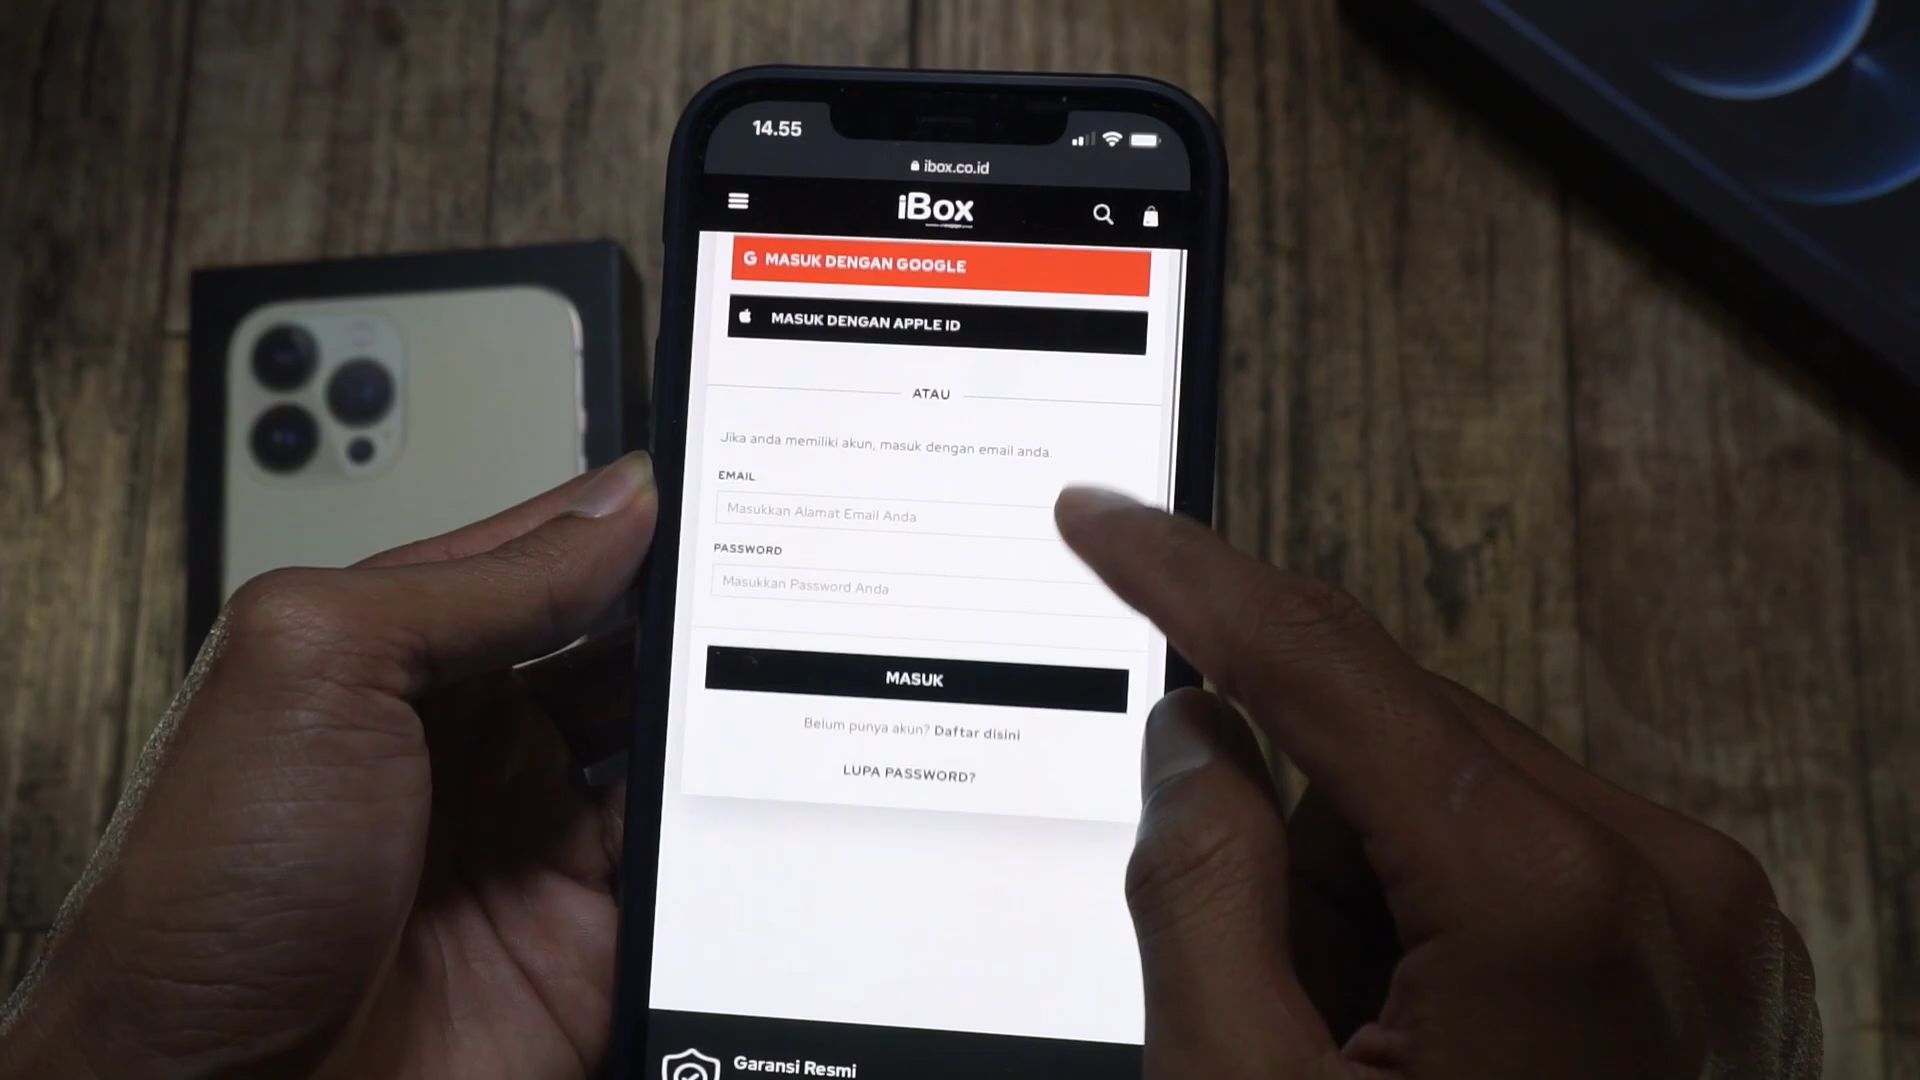 14.55
ibox.co.id
iBox
G MASUK DENGAN GOOGLE
MASUK DENGAN APPLE ID
ATAU
Jika anda memiliki akun, masuk dengan email anda.
EMAIL
Masukkan Alamat Email Anda
PASSWORD
Masukkan Password Anda
MASUK
Belum punya akun? Daftar disini
LUPA PASSWORD?
Garansi Resmi